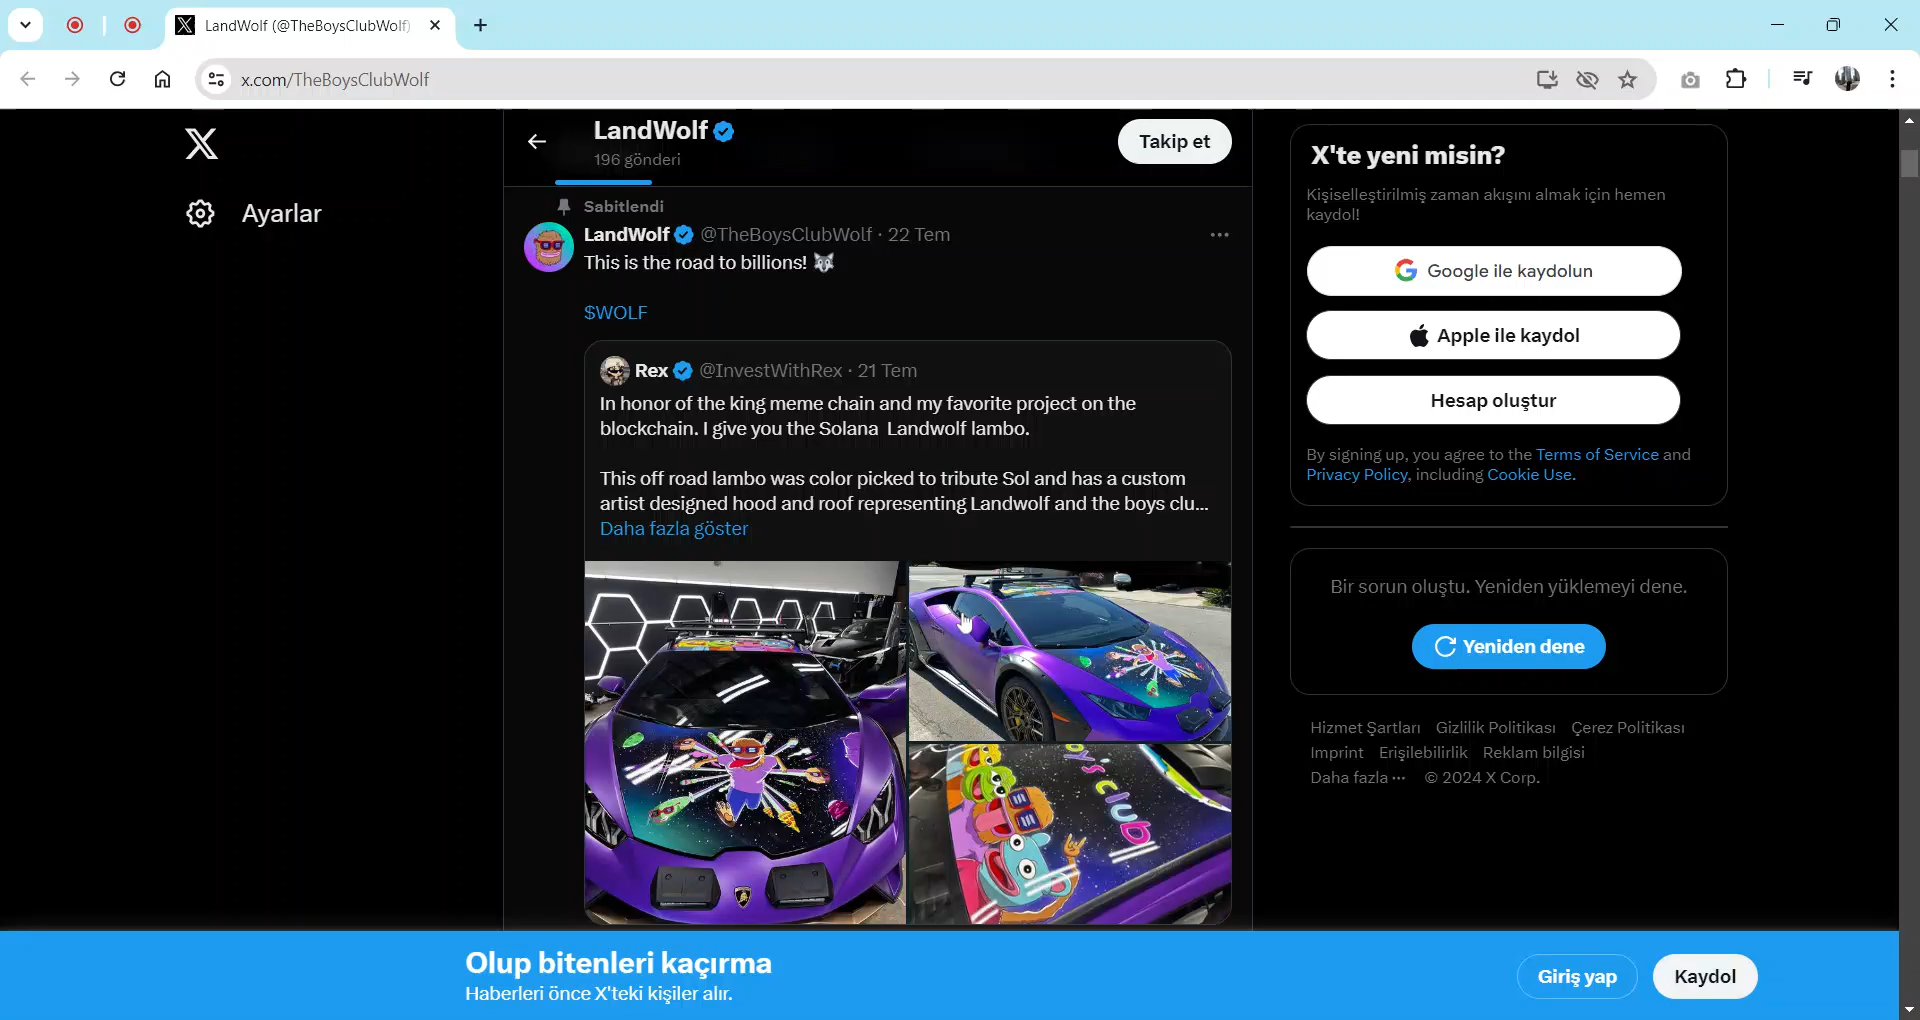 LandWolf (@TheBoysClubWolf)
x.com/TheBoysClubWolf
LandWolf
196 gönderi
Takip et
Ayarlar
Sabitlendi
LandWolf @TheBoysClubWolf · 22 Tem
This is the road to billions! 🐺
$WOLF
Rex @InvestWithRex · 21 Tem
In honor of the king meme chain and my favorite project on the
blockchain. I give you the Solana Landwolf lambo.
This off road lambo was color picked to tribute Sol and has a custom
artist designed hood and roof representing Landwolf and the boys clu...
Daha fazla göster
boy's club
X'te yeni misin?
Kişiselleştirilmiş zaman akışını almak için hemen
kaydol!
Google ile kaydolun
Apple ile kaydol
Hesap oluştur
By signing up, you agree to the Terms of Service and
Privacy Policy, including Cookie Use.
Bir sorun oluştu. Yeniden yüklemeyi dene.
Yeniden dene
Hizmet Şartları Gizlilik Politikası Çerez Politikası
Imprint Erişilebilirlik Reklam bilgisi
Daha fazla ··· © 2024 X Corp.
Olup bitenleri kaçırma
Haberleri önce X'teki kişiler alır.
Giriş yap
Kaydol